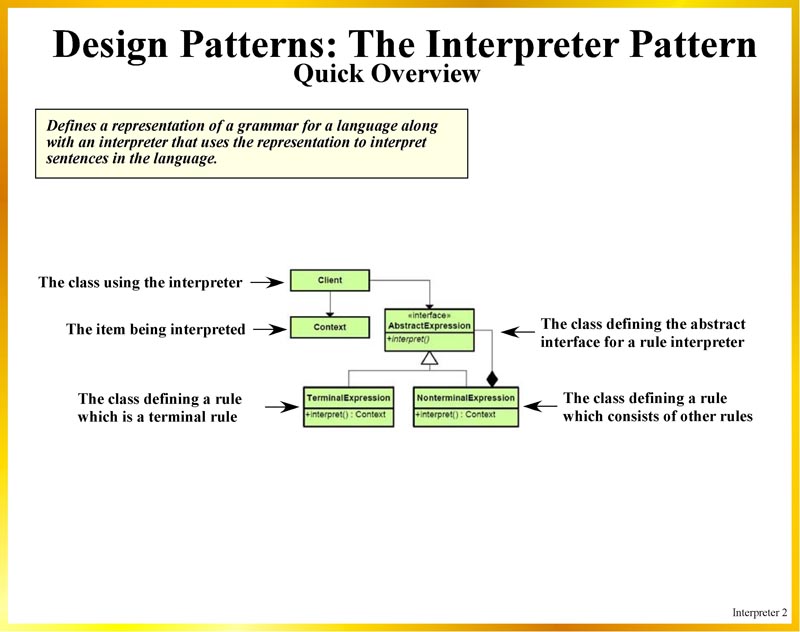 Design Patterns: The Interpreter Pattern
Quick Overview
Defines a representation of a grammar for a language along
with an interpreter that uses the representation to interpret
sentences in the language.
The class using the interpreter
Client
The item being interpreted
Context
«interface»
AbstractExpression
+interpret()
The class defining the abstract
interface for a rule interpreter
The class defining a rule
which is a terminal rule
TerminalExpression
+interpret() : Context
NonterminalExpression
+interpret() : Context
The class defining a rule
which consists of other rules
Interpreter 2